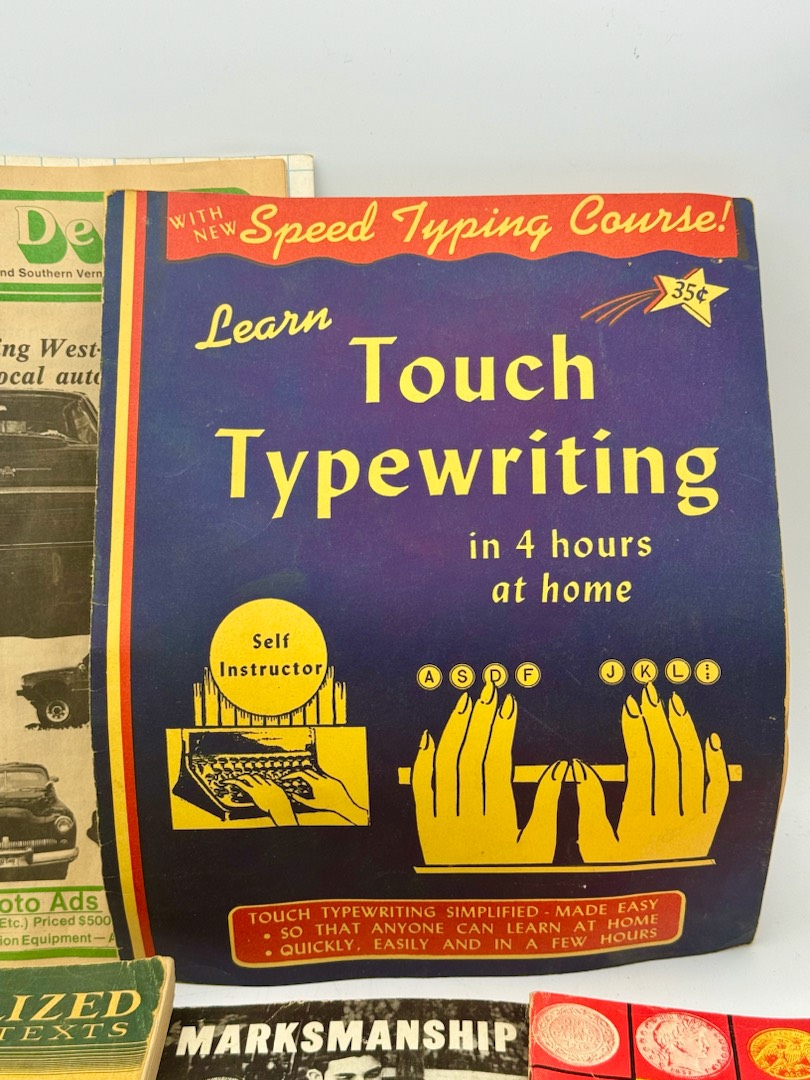 WITH NEW Speed Typing Course!
35¢
Learn
Touch
Typewriting
in 4 hours
at home
Self
Instructor
A S D F J K L ;
TOUCH TYPEWRITING SIMPLIFIED - MADE EASY
• SO THAT ANYONE CAN LEARN AT HOME
• QUICKLY, EASILY AND IN A FEW HOURS
De
nd Southern Vern
ing West-
ocal auto
oto Ads
Etc.) Priced $500
ion Equipment—
LIZED
TEXTS
MARKSMANSHIP